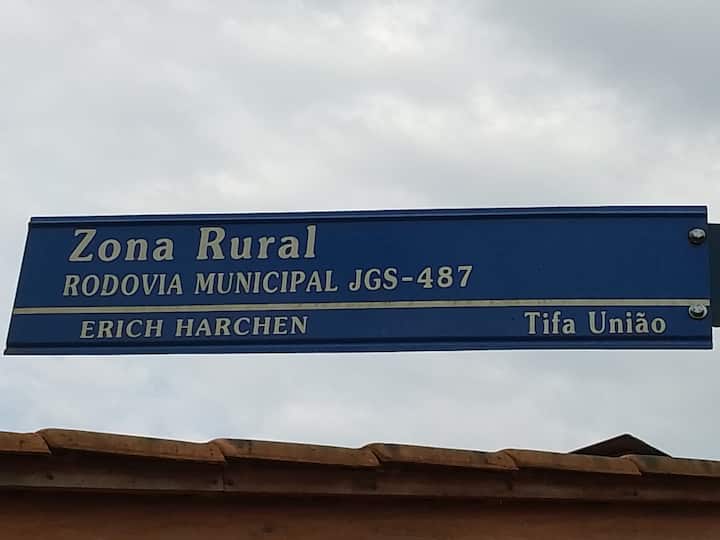 Zona Rural
RODOVIA MUNICIPAL JGS-487
ERICH HARCHEN Tifa União